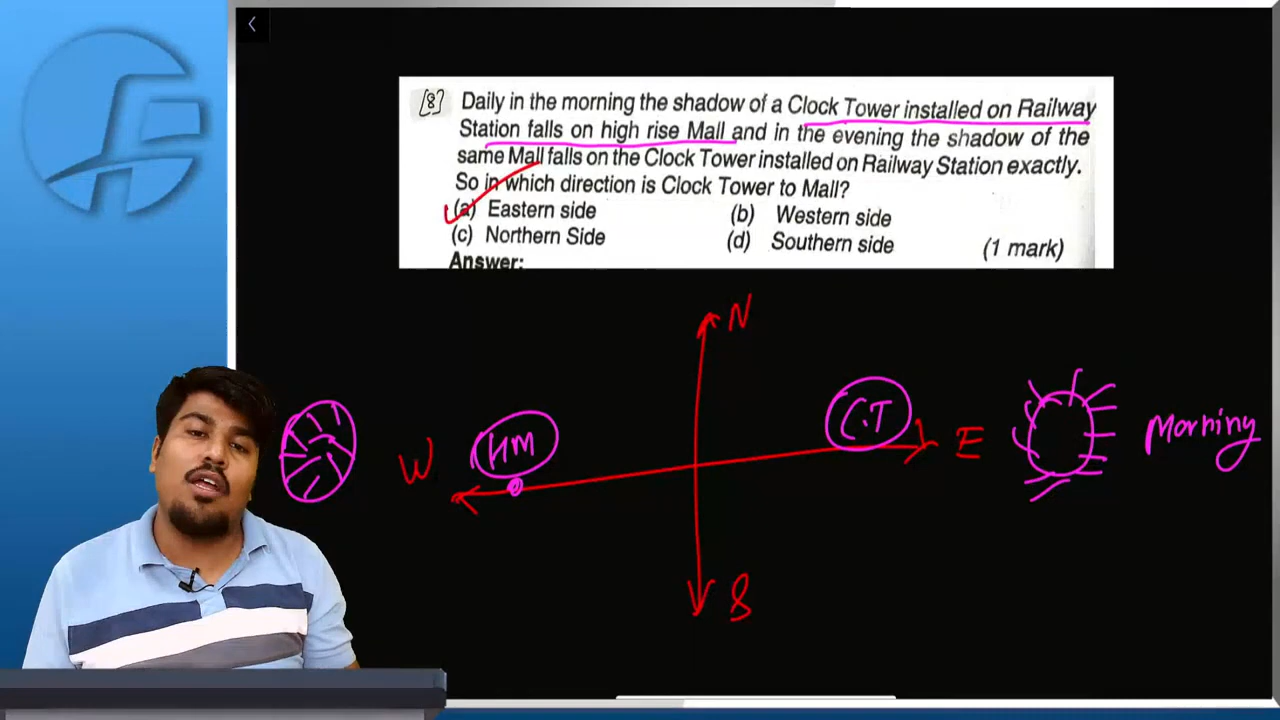 [8] Daily in the morning the shadow of a Clock Tower installed on Railway
Station falls on high rise Mall and in the evening the shadow of the
same Mall falls on the Clock Tower installed on Railway Station exactly.
So in which direction is Clock Tower to Mall?
(a) Eastern side (b) Western side
(c) Northern Side (d) Southern side (1 mark)
Answer:
N
C.T
Morning
HM
W
E
S